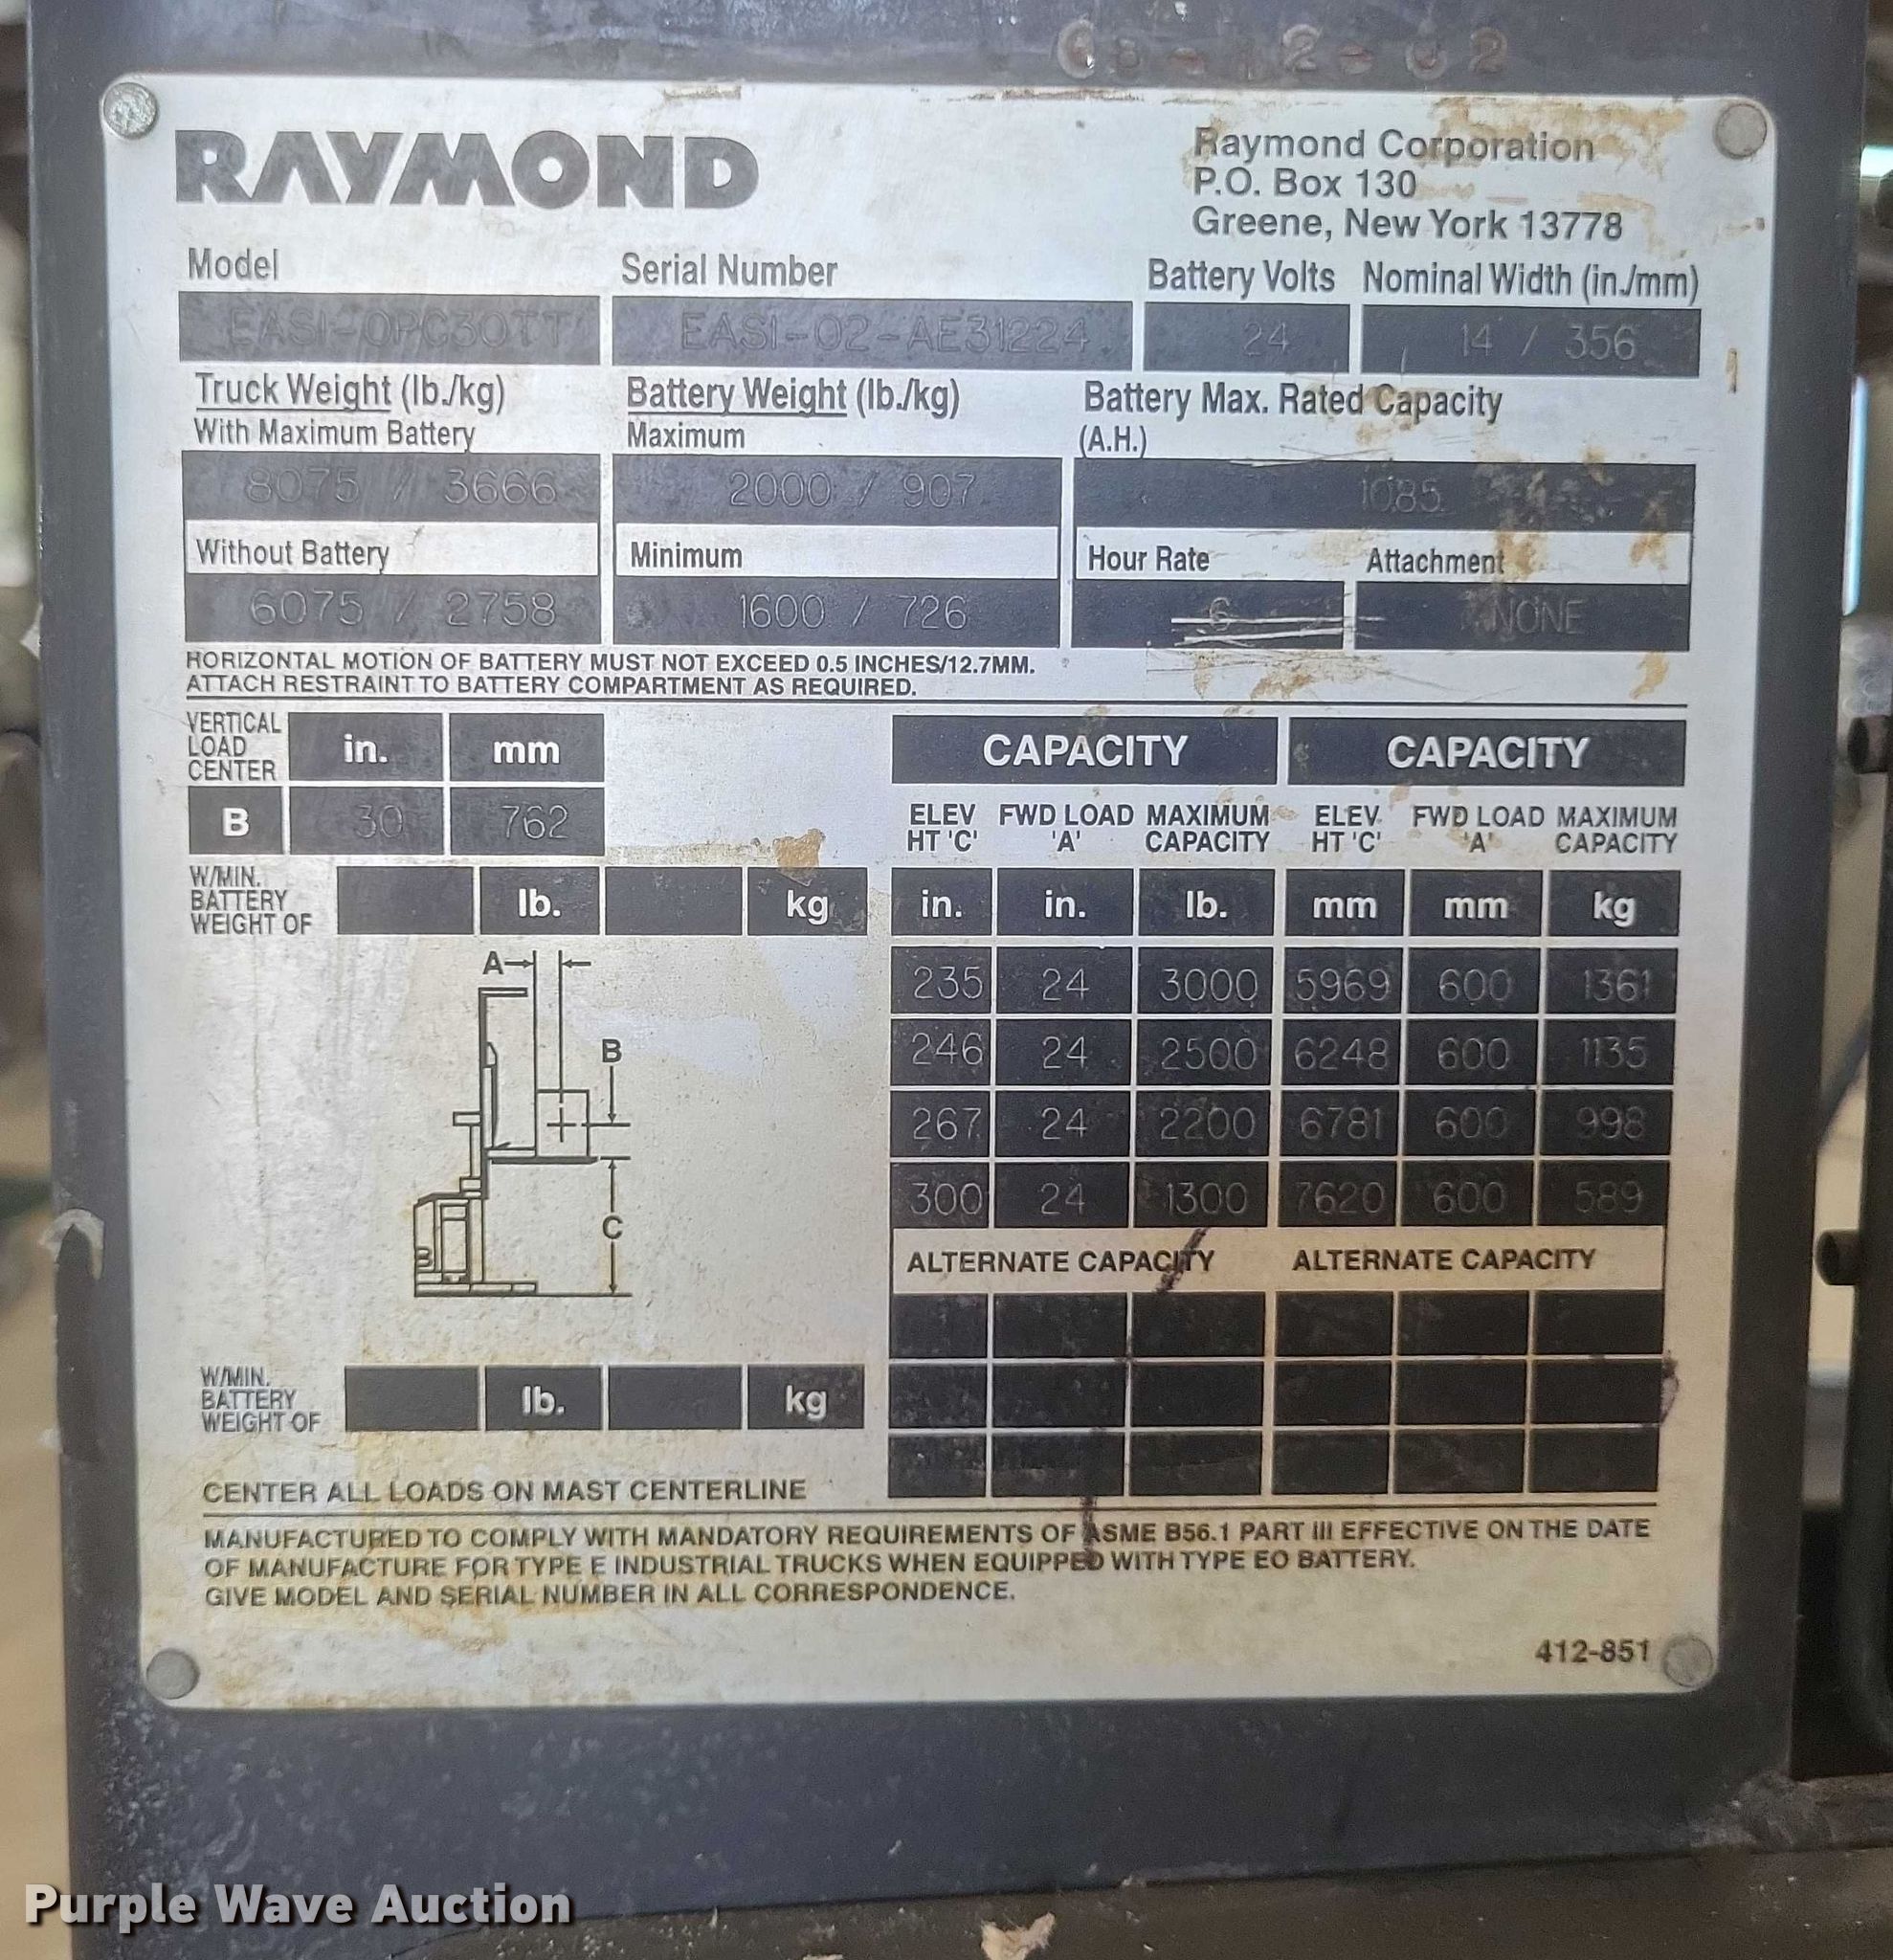 RAYMOND
Raymond Corporation
P.O. Box 130
Greene, New York 13778
Model Serial Number Battery Volts Nominal Width (in./mm)
EASI-OPC30TT EASI-02-AE31224 24 14 / 356
Truck Weight (lb./kg) Battery Weight (lb./kg) Battery Max. Rated Capacity
With Maximum Battery Maximum (A.H.)
8075 / 3666 2000 / 907 1085
Without Battery Minimum Hour Rate Attachment
6075 / 2758 1600 / 726 6 NONE
HORIZONTAL MOTION OF BATTERY MUST NOT EXCEED 0.5 INCHES/12.7MM.
ATTACH RESTRAINT TO BATTERY COMPARTMENT AS REQUIRED.
VERTICAL
LOAD
CENTER
in. mm
B 30 762
W/MIN.
BATTERY
WEIGHT OF
lb. kg
A
B
C
CAPACITY CAPACITY
ELEV FWD LOAD MAXIMUM ELEV FWD LOAD MAXIMUM
HT 'C' 'A' CAPACITY HT 'C' 'A' CAPACITY
in. in. lb. mm mm kg
235 24 3000 5969 600 1361
246 24 2500 6248 600 1135
267 24 2200 6781 600 998
300 24 1300 7620 600 589
ALTERNATE CAPACITY ALTERNATE CAPACITY
W/MIN.
BATTERY
WEIGHT OF
lb. kg
CENTER ALL LOADS ON MAST CENTERLINE
MANUFACTURED TO COMPLY WITH MANDATORY REQUIREMENTS OF ASME B56.1 PART III EFFECTIVE ON THE DATE
OF MANUFACTURE FOR TYPE E INDUSTRIAL TRUCKS WHEN EQUIPPED WITH TYPE EO BATTERY.
GIVE MODEL AND SERIAL NUMBER IN ALL CORRESPONDENCE.
412-851
Purple Wave Auction